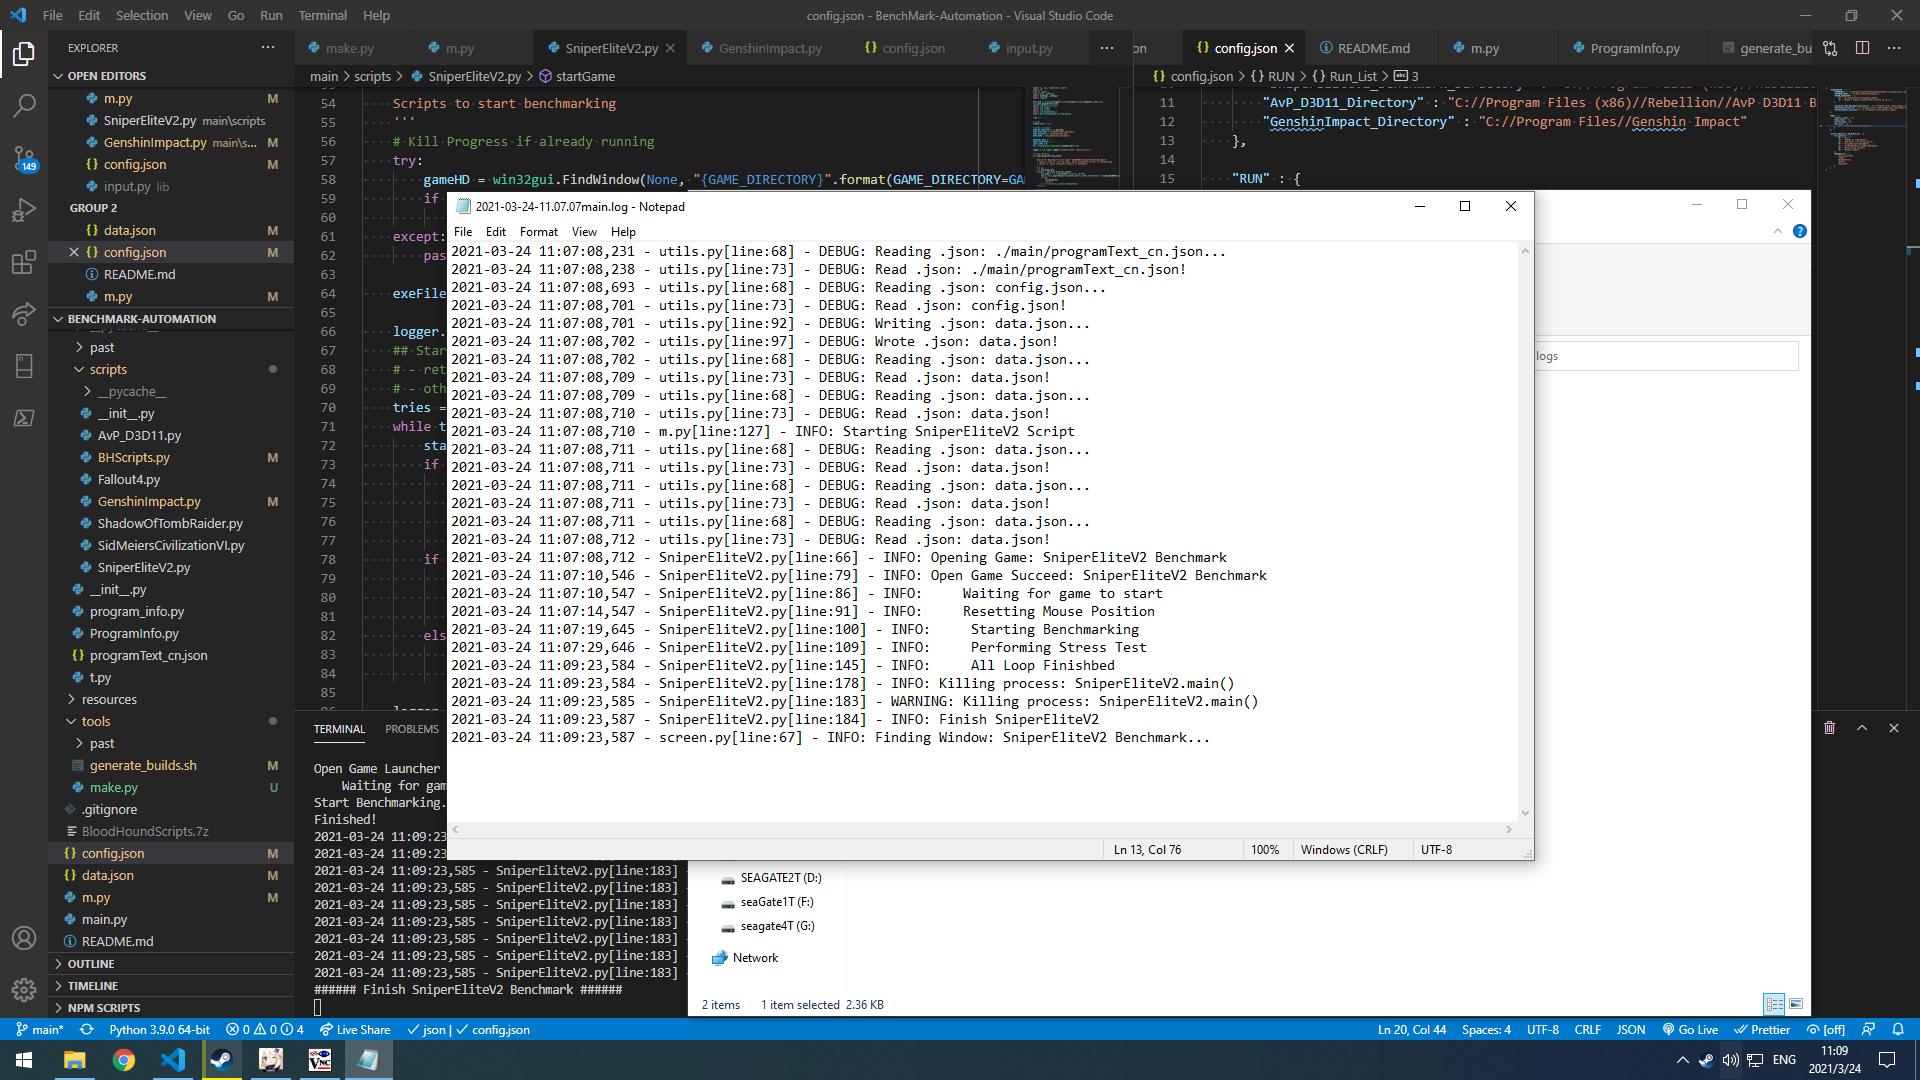 File Edit Selection View Go Run Terminal Help
config.json - BenchMark-Automation - Visual Studio Code
EXPLORER
OPEN EDITORS
m.py M
SniperEliteV2.py main\scripts
GenshinImpact.py main\s... M
config.json M
input.py lib
GROUP 2
data.json M
config.json M
README.md
m.py M
BENCHMARK-AUTOMATION
__pycache__
past
scripts
__pycache__
__init__.py
AvP_D3D11.py
BHScripts.py M
Fallout4.py
GenshinImpact.py M
ShadowOfTombRaider.py
SidMeiersCivilizationVI.py
SniperEliteV2.py
__init__.py
program_info.py
ProgramInfo.py
programText_cn.json
t.py
resources
tools
past
generate_builds.sh M
make.py U
.gitignore
BloodHoundScripts.7z
config.json M
data.json M
m.py M
main.py
README.md
OUTLINE
TIMELINE
NPM SCRIPTS
149
make.py m.py SniperEliteV2.py GenshinImpact.py config.json input.py
main > scripts > SniperEliteV2.py > startGame
54 Scripts to start benchmarking
55 '''
56 # Kill Progress if already running
57 try:
58 gameHD = win32gui.FindWindow(None, "{GAME_DIRECTORY}".format(GAME_DIRECTORY=GA
59 if
60
61 except:
62 pas
63
64 exeFile
65
66 logger.
67 ## Star
68 # - ret
69 # - oth
70 tries =
71 while t
72 sta
73 if
74
75
76
77
78 if
79
80
81
82 els
83
84
85
on config.json README.md m.py ProgramInfo.py generate_bu
config.json > {} RUN > {} Run_List > 3
11 "AvP_D3D11_Directory" : "C://Program Files (x86)//Rebellion//AvP D3D11 B
12 "GenshinImpact_Directory" : "C://Program Files//Genshin Impact"
13 },
14
15 "RUN" : {
2021-03-24-11.07.07main.log - Notepad
File Edit Format View Help
2021-03-24 11:07:08,231 - utils.py[line:68] - DEBUG: Reading .json: ./main/programText_cn.json...
2021-03-24 11:07:08,238 - utils.py[line:73] - DEBUG: Read .json: ./main/programText_cn.json!
2021-03-24 11:07:08,693 - utils.py[line:68] - DEBUG: Reading .json: config.json...
2021-03-24 11:07:08,701 - utils.py[line:73] - DEBUG: Read .json: config.json!
2021-03-24 11:07:08,701 - utils.py[line:92] - DEBUG: Writing .json: data.json...
2021-03-24 11:07:08,702 - utils.py[line:97] - DEBUG: Wrote .json: data.json!
2021-03-24 11:07:08,702 - utils.py[line:68] - DEBUG: Reading .json: data.json...
2021-03-24 11:07:08,709 - utils.py[line:73] - DEBUG: Read .json: data.json!
2021-03-24 11:07:08,709 - utils.py[line:68] - DEBUG: Reading .json: data.json...
2021-03-24 11:07:08,710 - utils.py[line:73] - DEBUG: Read .json: data.json!
2021-03-24 11:07:08,710 - m.py[line:127] - INFO: Starting SniperEliteV2 Script
2021-03-24 11:07:08,711 - utils.py[line:68] - DEBUG: Reading .json: data.json...
2021-03-24 11:07:08,711 - utils.py[line:73] - DEBUG: Read .json: data.json!
2021-03-24 11:07:08,711 - utils.py[line:68] - DEBUG: Reading .json: data.json...
2021-03-24 11:07:08,711 - utils.py[line:73] - DEBUG: Read .json: data.json!
2021-03-24 11:07:08,711 - utils.py[line:68] - DEBUG: Reading .json: data.json...
2021-03-24 11:07:08,712 - utils.py[line:73] - DEBUG: Read .json: data.json!
2021-03-24 11:07:08,712 - SniperEliteV2.py[line:66] - INFO: Opening Game: SniperEliteV2 Benchmark
2021-03-24 11:07:10,546 - SniperEliteV2.py[line:79] - INFO: Open Game Succeed: SniperEliteV2 Benchmark
2021-03-24 11:07:10,547 - SniperEliteV2.py[line:86] - INFO: Waiting for game to start
2021-03-24 11:07:14,547 - SniperEliteV2.py[line:91] - INFO: Resetting Mouse Position
2021-03-24 11:07:19,645 - SniperEliteV2.py[line:100] - INFO: Starting Benchmarking
2021-03-24 11:07:29,646 - SniperEliteV2.py[line:109] - INFO: Performing Stress Test
2021-03-24 11:09:23,584 - SniperEliteV2.py[line:145] - INFO: All Loop Finishbed
2021-03-24 11:09:23,584 - SniperEliteV2.py[line:178] - INFO: Killing process: SniperEliteV2.main()
2021-03-24 11:09:23,585 - SniperEliteV2.py[line:183] - WARNING: Killing process: SniperEliteV2.main()
2021-03-24 11:09:23,587 - SniperEliteV2.py[line:184] - INFO: Finish SniperEliteV2
2021-03-24 11:09:23,587 - screen.py[line:67] - INFO: Finding Window: SniperEliteV2 Benchmark...
Ln 13, Col 76 100% Windows (CRLF) UTF-8
logs
TERMINAL PROBLEMS
Open Game Launcher
Waiting for gam
Start Benchmarking.
Finished!
2021-03-24 11:09:23
2021-03-24 11:09:23
2021-03-24 11:09:23,585 - SniperEliteV2.py[line:183] -
2021-03-24 11:09:23,585 - SniperEliteV2.py[line:183] -
2021-03-24 11:09:23,585 - SniperEliteV2.py[line:183] -
2021-03-24 11:09:23,585 - SniperEliteV2.py[line:183] -
2021-03-24 11:09:23,585 - SniperEliteV2.py[line:183] -
2021-03-24 11:09:23,585 - SniperEliteV2.py[line:183] -
2021-03-24 11:09:23,585 - SniperEliteV2.py[line:183] -
###### Finish SniperEliteV2 Benchmark ######
SEAGATE2T (D:)
seaGate1T (F:)
seagate4T (G:)
Network
2 items 1 item selected 2.36 KB
main* Python 3.9.0 64-bit 0 0 4 Live Share json | config.json
Ln 20, Col 44 Spaces: 4 UTF-8 CRLF JSON Go Live Prettier [off]
ENG
11:09
2021/3/24